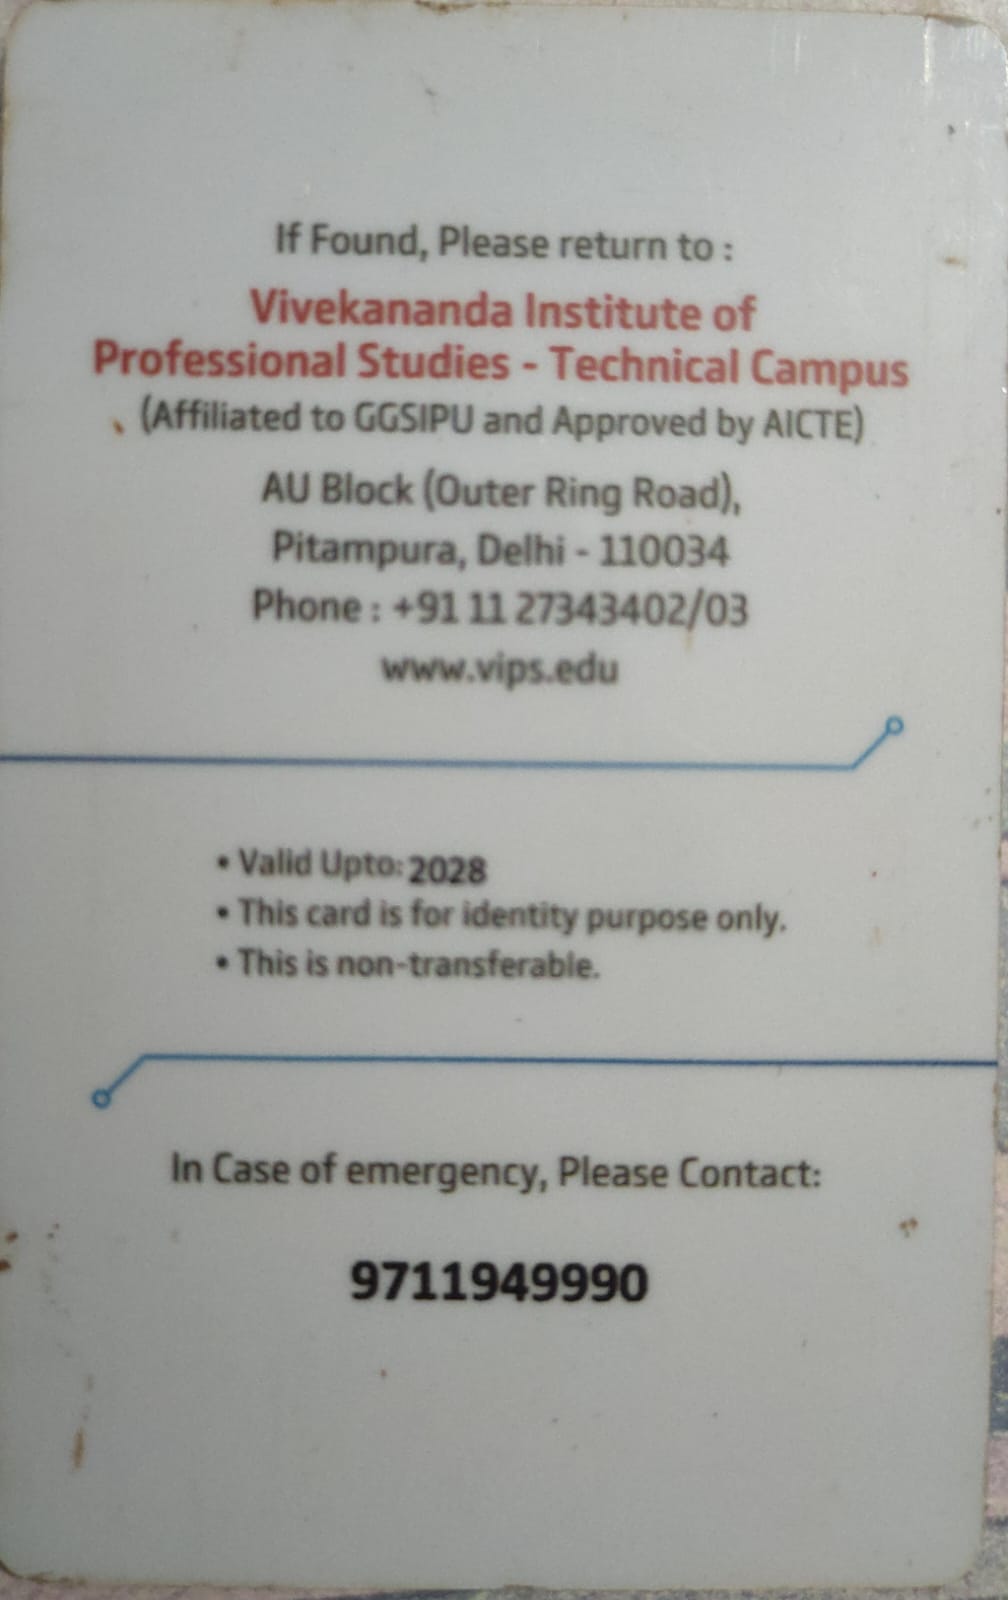 If Found, Please return to :
Vivekananda Institute of
Professional Studies - Technical Campus
(Affiliated to GGSIPU and Approved by AICTE)
AU Block (Outer Ring Road),
Pitampura, Delhi - 110034
Phone : +91 11 27343402/03
www.vips.edu
• Valid Upto: 2028
• This card is for identity purpose only.
• This is non-transferable.
In Case of emergency, Please Contact:
9711949990